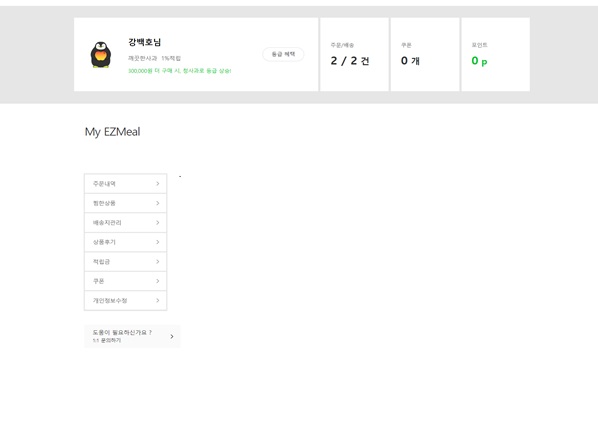 강백호님
깨끗한사과 1%적립
300,000원 더 구매 시, 청사과로 등급 상승!
등급 혜택
주문/배송
2 / 2 건
쿠폰
0 개
포인트
0 p
My EZMeal
주문내역
찜한상품
배송지관리
상품후기
적립금
쿠폰
개인정보수정
도움이 필요하신가요 ?
1:1 문의하기